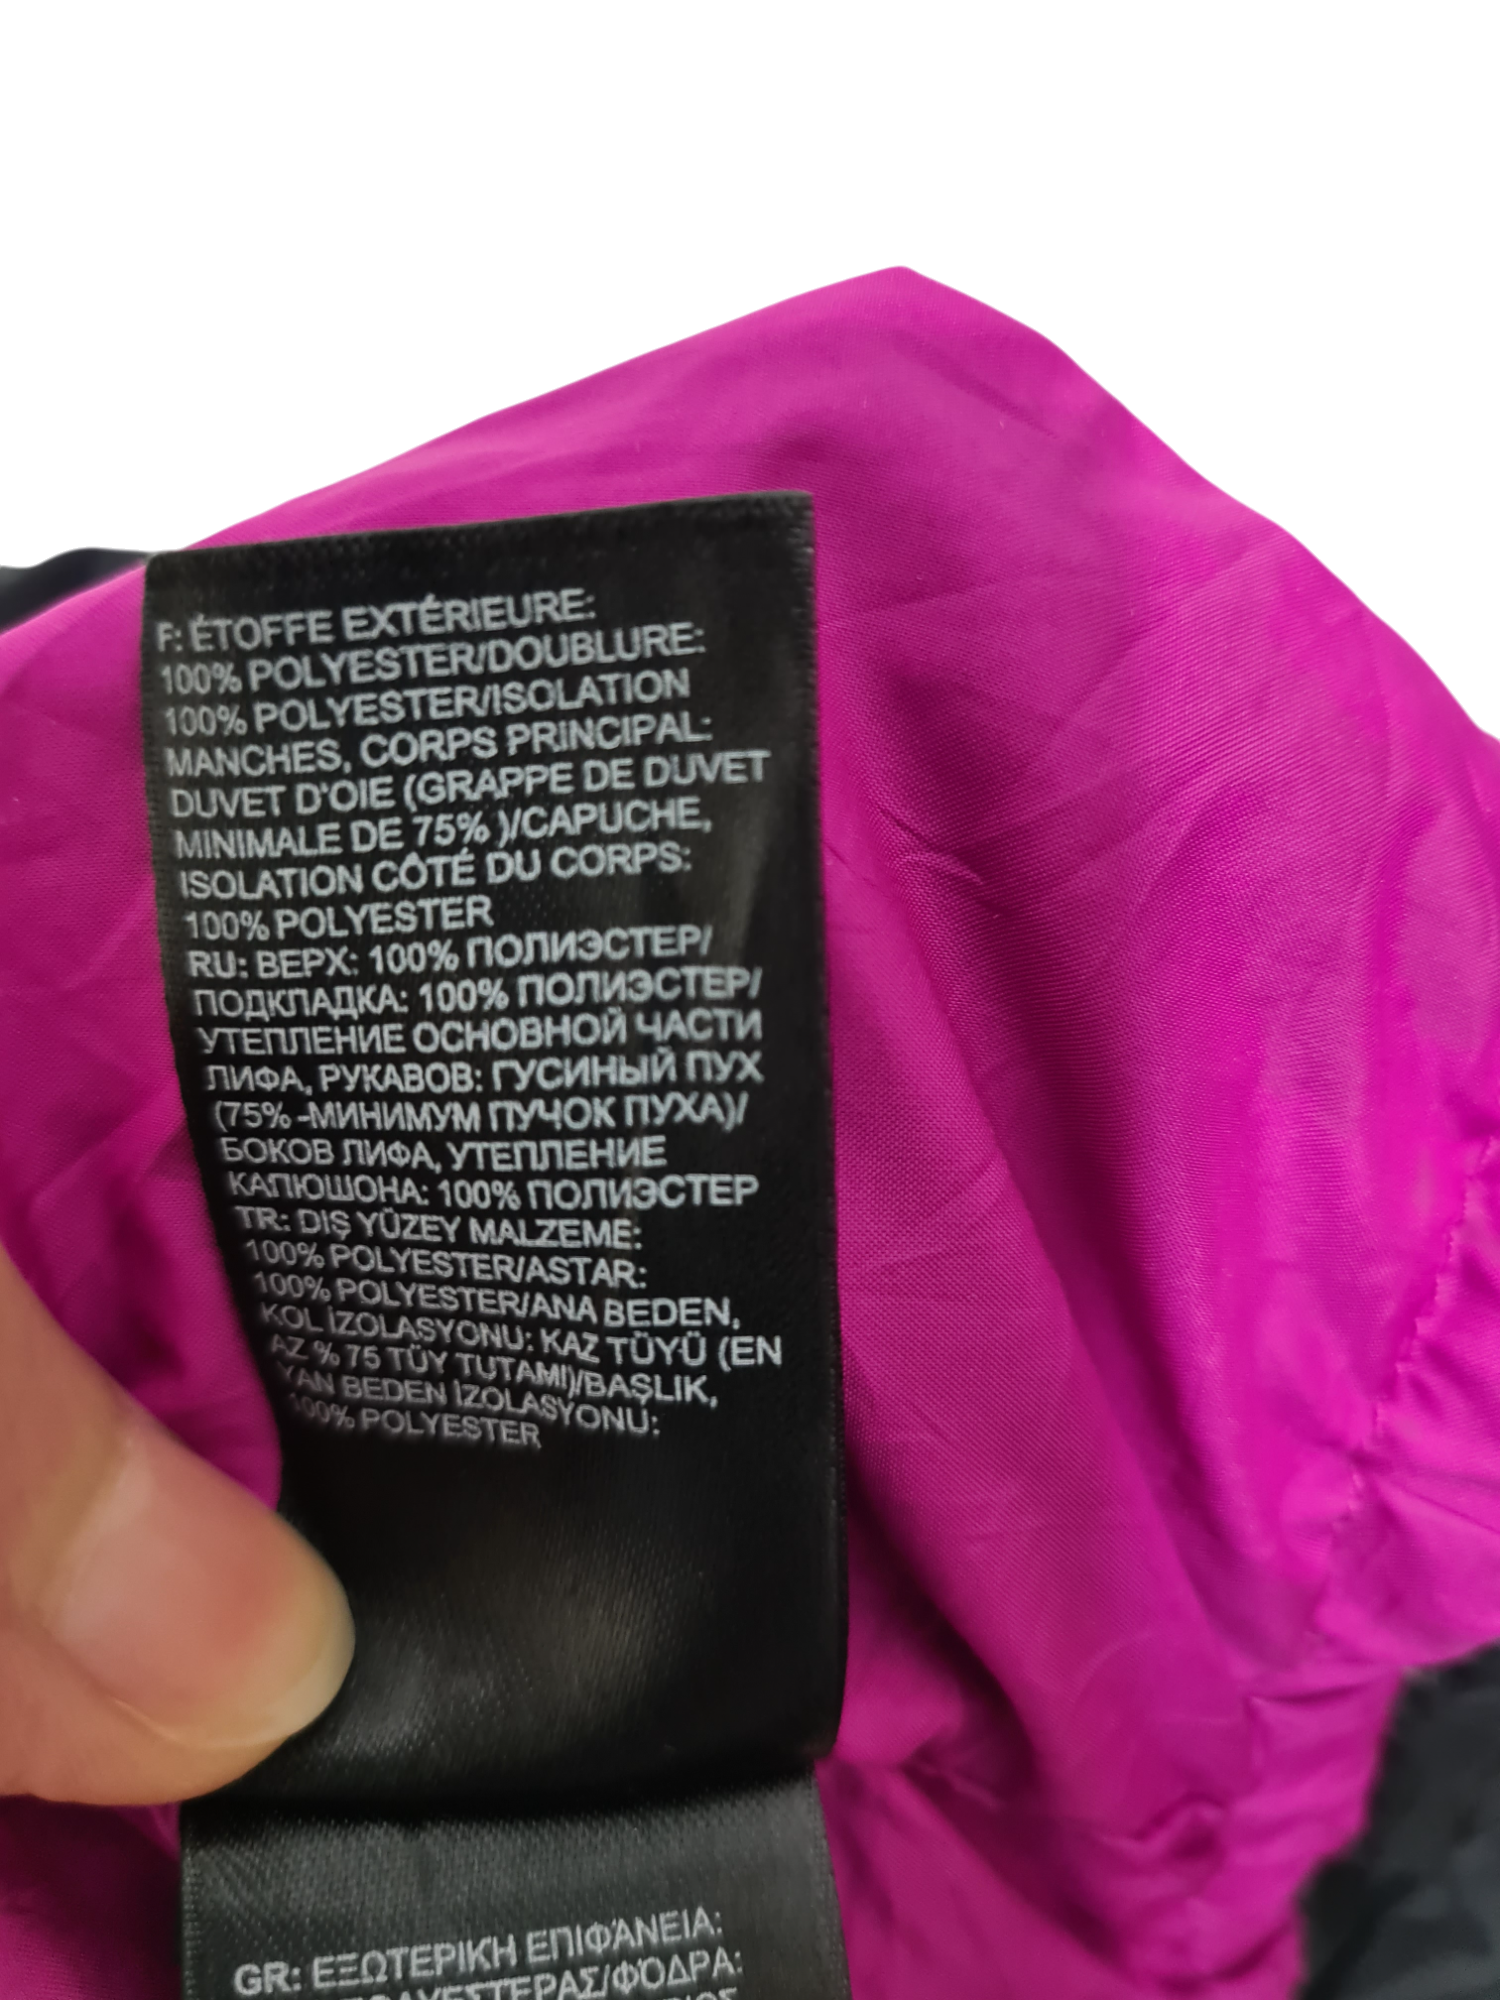 F: ÉTOFFE EXTÉRIEURE:
100% POLYESTER/DOUBLURE:
100% POLYESTER/ISOLATION
MANCHES, CORPS PRINCIPAL:
DUVET D'OIE (GRAPPE DE DUVET
MINIMALE DE 75% )/CAPUCHE,
ISOLATION CÔTÉ DU CORPS:
100% POLYESTER
RU: ВЕРХ: 100% ПОЛИЭСТЕР/
ПОДКЛАДКА: 100% ПОЛИЭСТЕР/
УТЕПЛЕНИЕ ОСНОВНОЙ ЧАСТИ
ЛИФА, РУКАВОВ: ГУСИНЫЙ ПУХ
(75% -МИНИМУМ ПУЧОК ПУХА)/
БОКОВ ЛИФА, УТЕПЛЕНИЕ
КАПЮШОНА: 100% ПОЛИЭСТЕР
TR: DIŞ YÜZEY MALZEME:
100% POLYESTER/ASTAR:
100% POLYESTER/ANA BEDEN,
KOL İZOLASYONU: KAZ TÜYÜ (EN
AZ % 75 TÜY TUTAMI)/BAŞLIK,
YAN BEDEN İZOLASYONU:
100% POLYESTER
GR: ΕΞΩΤΕΡΙΚΗ ΕΠΙΦΆΝΕΙΑ:
ΠΟΛΥΕΣΤΕΡΑΣ/ΦΌΔΡΑ: